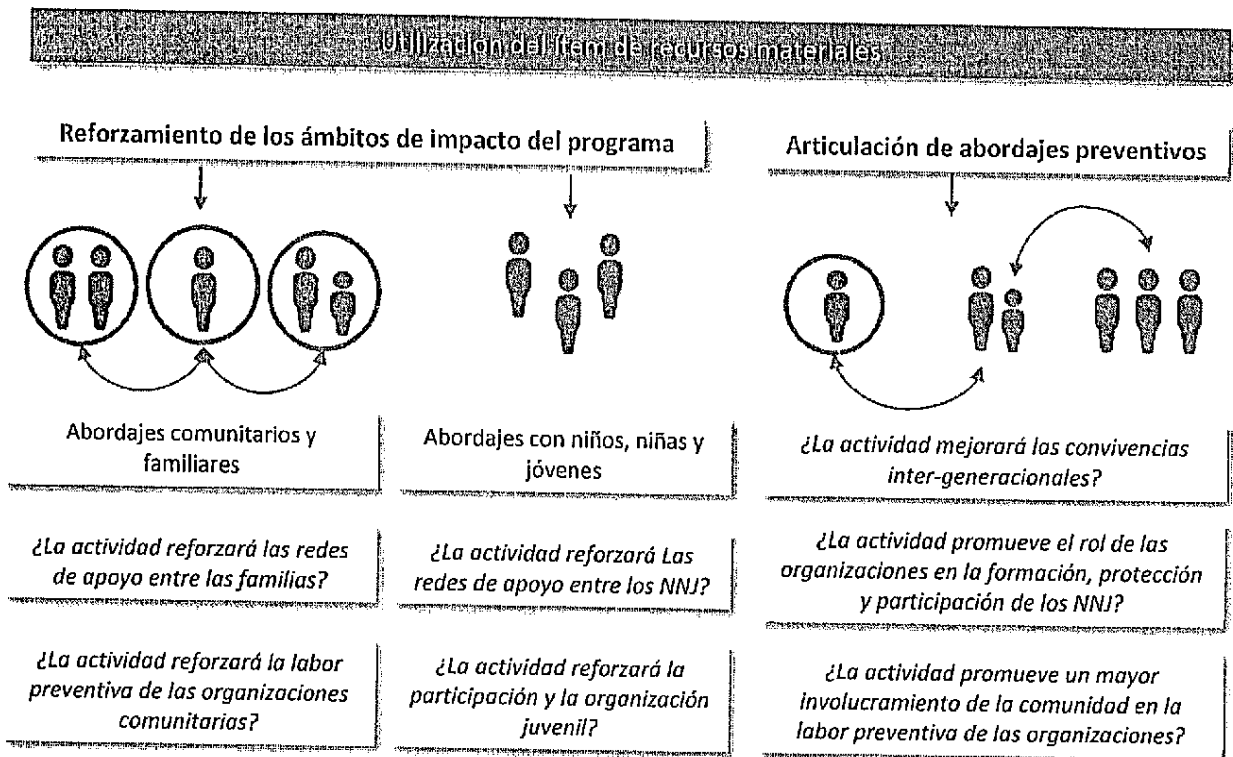 Utilización del ítem de recursos materiales
Reforzamiento de los ámbitos de impacto del programa
Articulación de abordajes preventivos
Abordajes comunitarios y
familiares
Abordajes con niños, niñas y
jóvenes
¿La actividad mejorará las convivencias
inter-generacionales?
¿La actividad reforzará las redes
de apoyo entre las familias?
¿La actividad reforzará Las
redes de apoyo entre los NNJ?
¿La actividad promueve el rol de las
organizaciones en la formación, protección
y participación de los NNJ?
¿La actividad reforzará la labor
preventiva de las organizaciones
comunitarias?
¿La actividad reforzará la
participación y la organización
juvenil?
¿La actividad promueve un mayor
involucramiento de la comunidad en la
labor preventiva de las organizaciones?